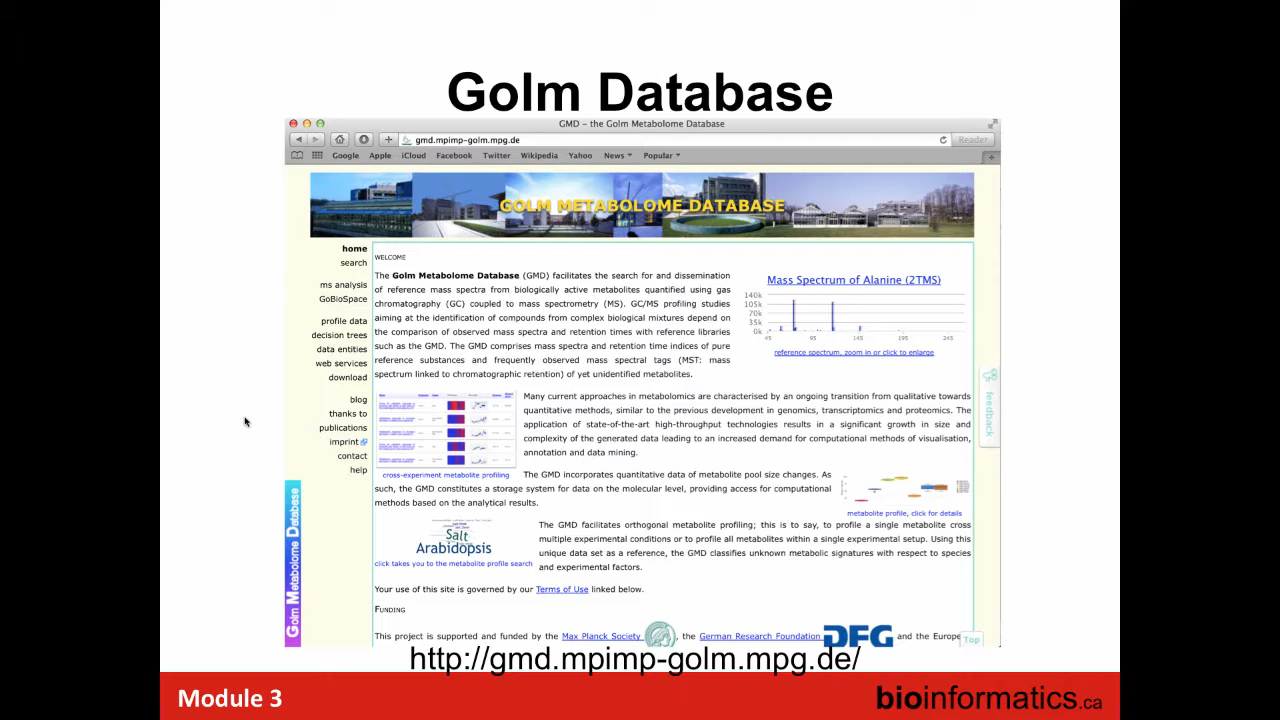 Golm Database
GMD – the Golm Metabolome Database
gmd.mpimp-golm.mpg.de
Reader
Google Apple iCloud Facebook Twitter Wikipedia Yahoo News Popular
GOLM METABOLOME DATABASE
home
search
ms analysis
GoBioSpace
profile data
decision trees
data entities
web services
download
blog
thanks to
publications
imprint
contact
help
Golm Metabolome Database
WELCOME
The Golm Metabolome Database (GMD) facilitates the search for and dissemination
of reference mass spectra from biologically active metabolites quantified using gas
chromatography (GC) coupled to mass spectrometry (MS). GC/MS profiling studies
aiming at the identification of compounds from complex biological mixtures depend on
the comparison of observed mass spectra and retention times with reference libraries
such as the GMD. The GMD comprises mass spectra and retention time indices of pure
reference substances and frequently observed mass spectral tags (MST: mass
spectrum linked to chromatographic retention) of yet unidentified metabolites.
Mass Spectrum of Alanine (2TMS)
140k
105k
70k
35k
0k
45 95 145 195 245
reference spectrum, zoom in or click to enlarge
feedback
Many current approaches in metabolomics are characterised by an ongoing transition from qualitative towards
quantitative methods, similar to the previous development in genomics, transcriptomics and proteomics. The
application of state-of-the-art high-throughput technologies results in a significant growth in size and
complexity of the generated data leading to an increased demand for computational methods of visualisation,
annotation and data mining.
cross-experiment metabolite profiling
The GMD incorporates quantitative data of metabolite pool size changes. As
such, the GMD constitutes a storage system for data on the molecular level, providing access for computational
methods based on the analytical results.
metabolite profile, click for details
Salt
Arabidopsis
click takes you to the metabolite profile search
The GMD facilitates orthogonal metabolite profiling; this is to say, to profile a single metabolite cross
multiple experimental conditions or to profile all metabolites within a single experimental setup. Using this
unique data set as a reference, the GMD classifies unknown metabolic signatures with respect to species
and experimental factors.
Your use of this site is governed by our Terms of Use linked below.
FUNDING
This project is supported and funded by the Max Planck Society , the German Research Foundation DFG and the Europe
Top
http://gmd.mpimp-golm.mpg.de/
Module 3
bioinformatics.ca